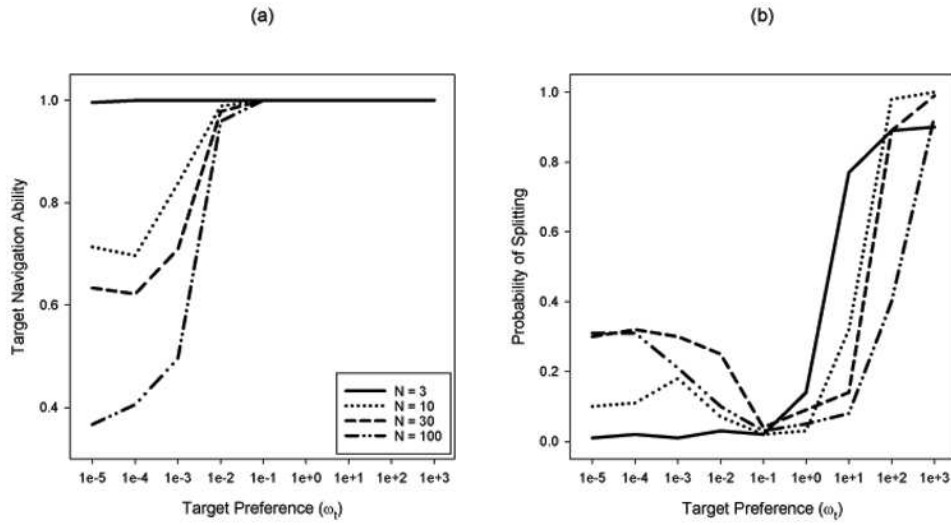 (a)
(b)
Target Navigation Ability
1.0
0.8
0.6
0.4
N = 3
N = 10
N = 30
N = 100
1e-5 1e-4 1e-3 1e-2 1e-1 1e+0 1e+1 1e+2 1e+3
Target Preference (ωt)
Probability of Splitting
1.0
0.8
0.6
0.4
0.2
0.0
1e-5 1e-4 1e-3 1e-2 1e-1 1e+0 1e+1 1e+2 1e+3
Target Preference (ωt)